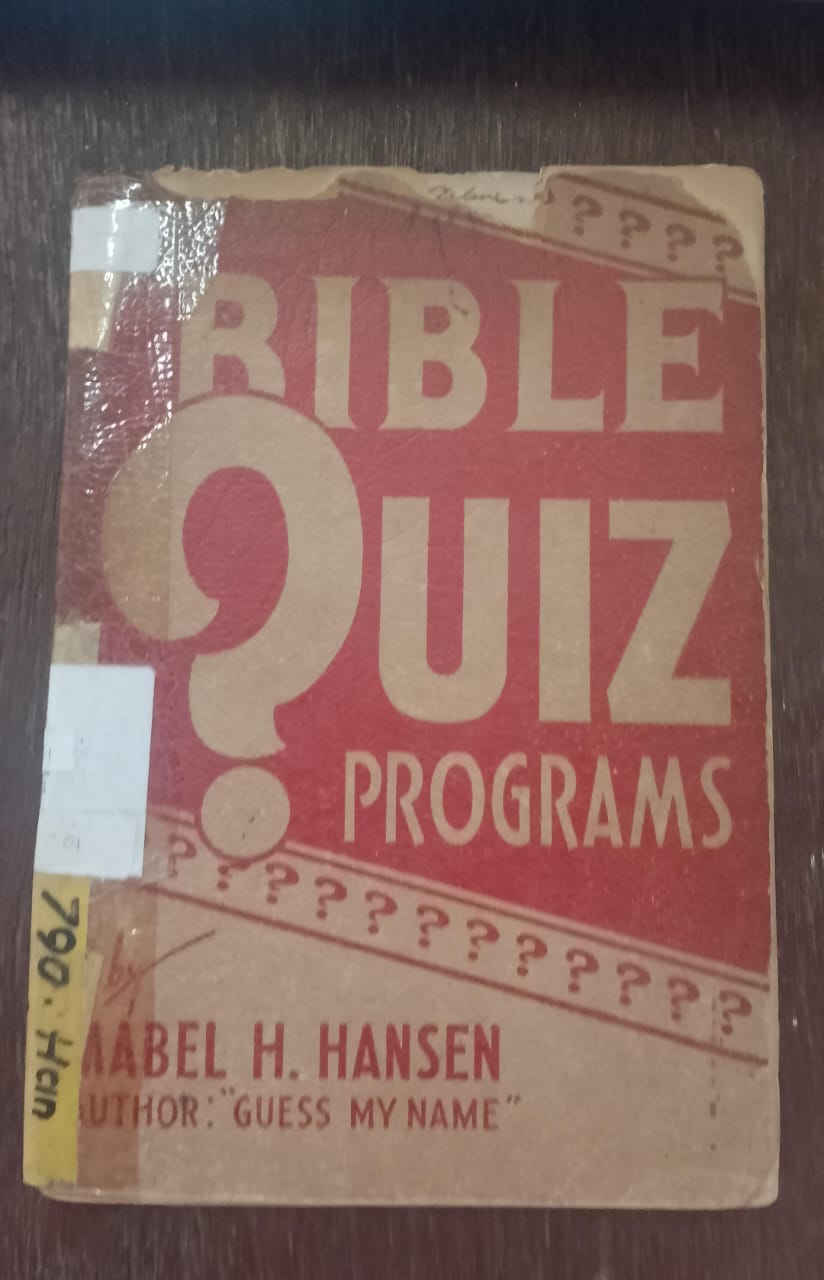 BIBLE
QUIZ
PROGRAMS
by
MABEL H. HANSEN
AUTHOR: "GUESS MY NAME"
790. Han